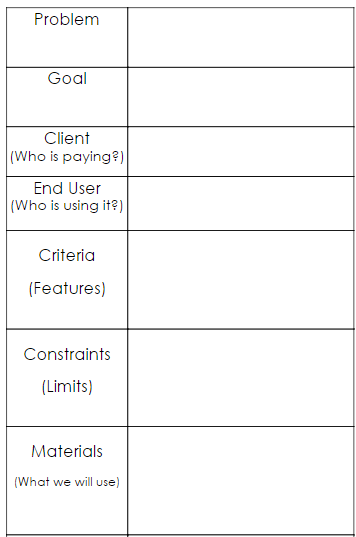 Problem
Goal
Client
(Who is paying?)
End User
(Who is using it?)
Criteria
(Features)
Constraints
(Limits)
Materials
(What we will use)